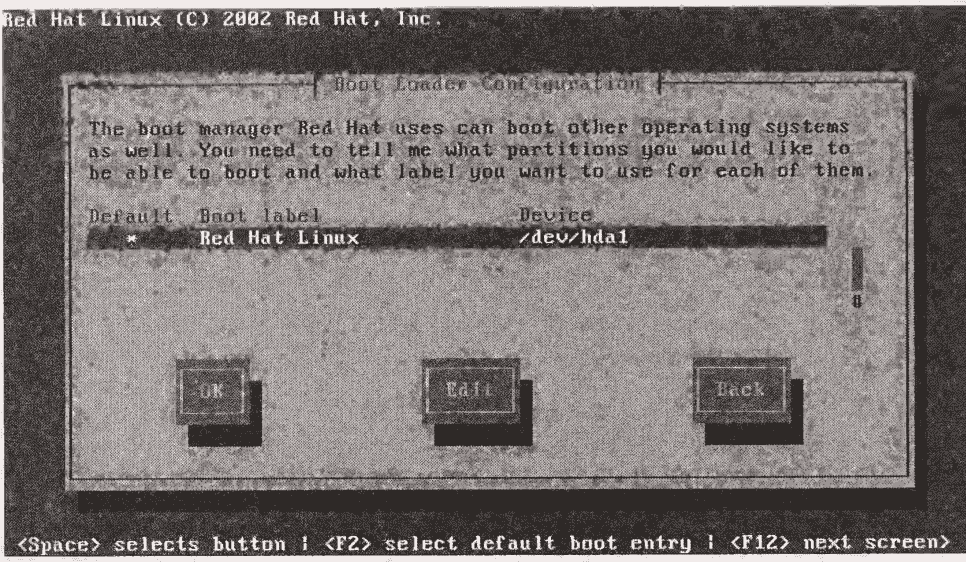 Red Hat Linux (C) 2002 Red Hat, Inc.
Boot Loader Configuration
The boot manager Red Hat uses can boot other operating systems
as well. You need to tell me what partitions you would like to
be able to boot and what label you want to use for each of them.
Default Boot label Device
* Red Hat Linux /dev/hda1
OK Edit Back
<Space> selects button | <F2> select default boot entry | <F12> next screen>